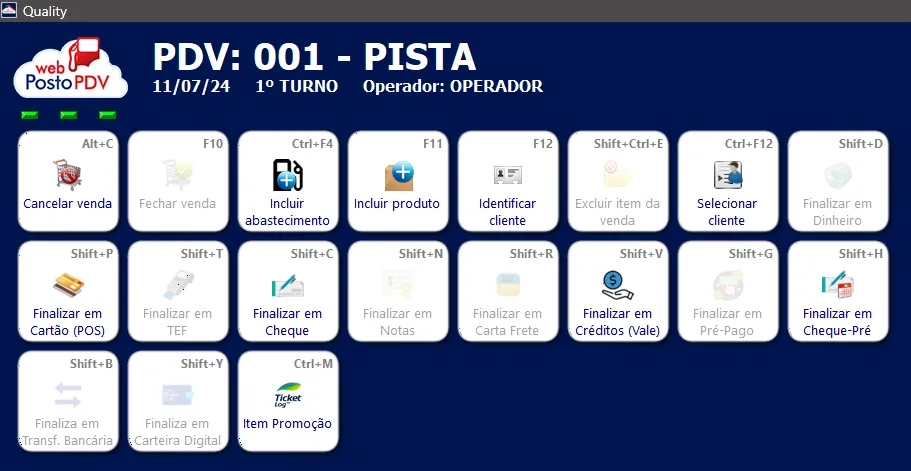 Quality
web
PostoPDV
PDV: 001 - PISTA
11/07/24 1º TURNO Operador: OPERADOR
Alt+C
Cancelar venda
F10
Fechar venda
Ctrl+F4
Incluir
abastecimento
F11
Incluir produto
F12
Identificar
cliente
Shift+Ctrl+E
Excluir item da
venda
Ctrl+F12
Selecionar
cliente
Shift+D
Finalizar em
Dinheiro
Shift+P
Finalizar em
Cartão (POS)
Shift+T
Finalizar em
TEF
Shift+C
Finalizar em
Cheque
Shift+N
Finalizar em
Notas
Shift+R
Finalizar em
Carta Frete
Shift+V
$
Finalizar em
Créditos (Vale)
Shift+G
Finalizar em
Pré-Pago
Shift+H
Finalizar em
Cheque-Pré
Shift+B
Finaliza em
Transf. Bancária
Shift+Y
Finaliza em
Carteira Digital
Ctrl+M
Ticket
Log
Item Promoção